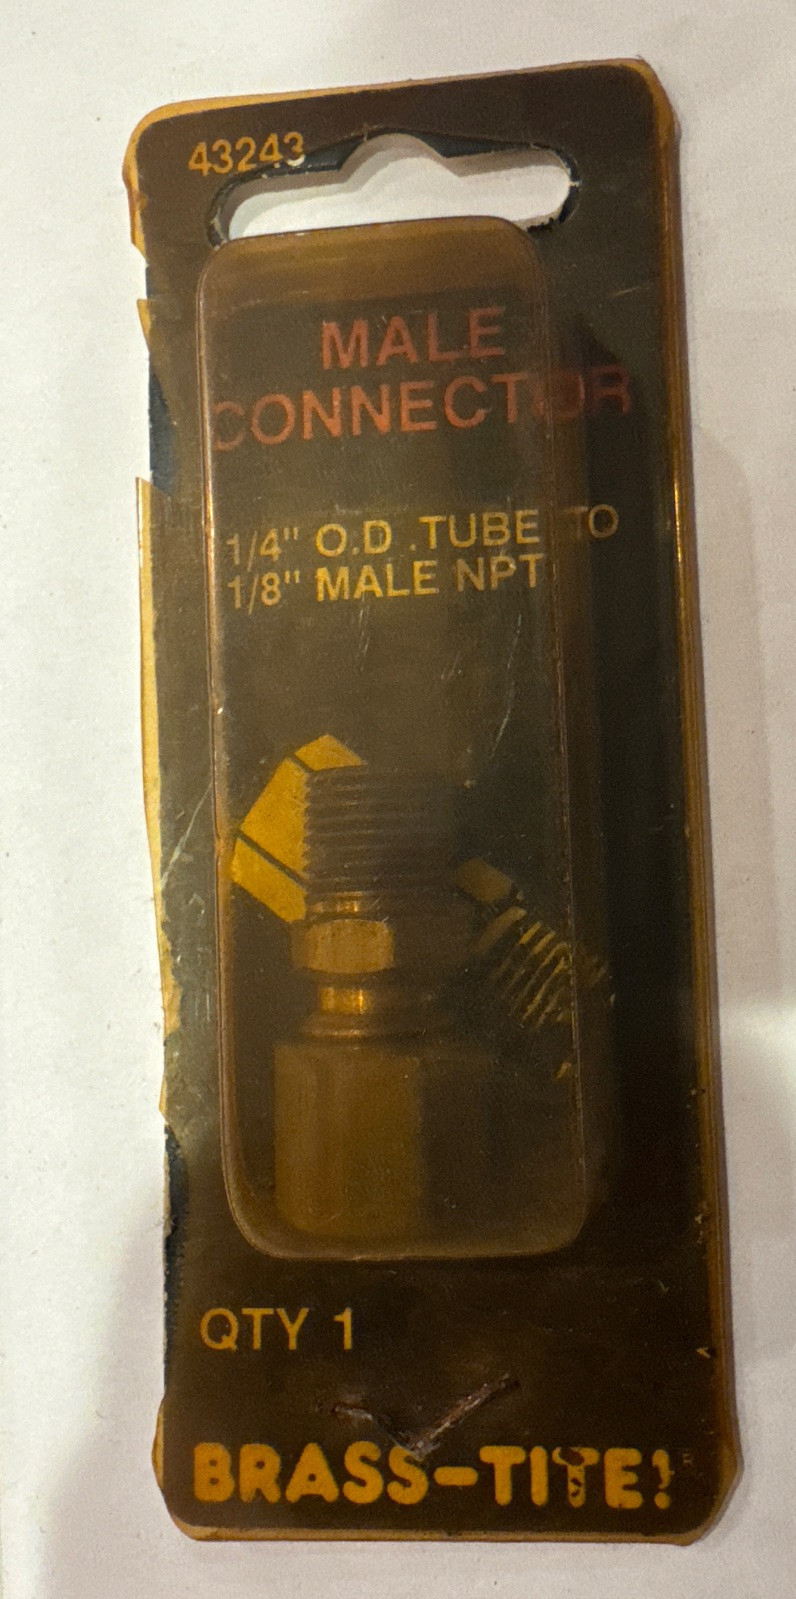 43243
MALE
CONNECTOR
1/4" O.D .TUBE TO
1/8" MALE NPT
QTY 1
BRASS-TITE!